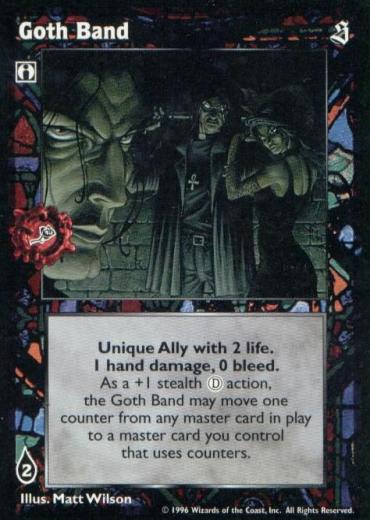 Goth Band
Unique Ally with 2 life.
1 hand damage, 0 bleed.
As a +1 stealth Ⓓ action,
the Goth Band may move one
counter from any master card in play
to a master card you control
that uses counters.
2
Illus. Matt Wilson
© 1996 Wizards of the Coast, Inc. All Rights Reserved.